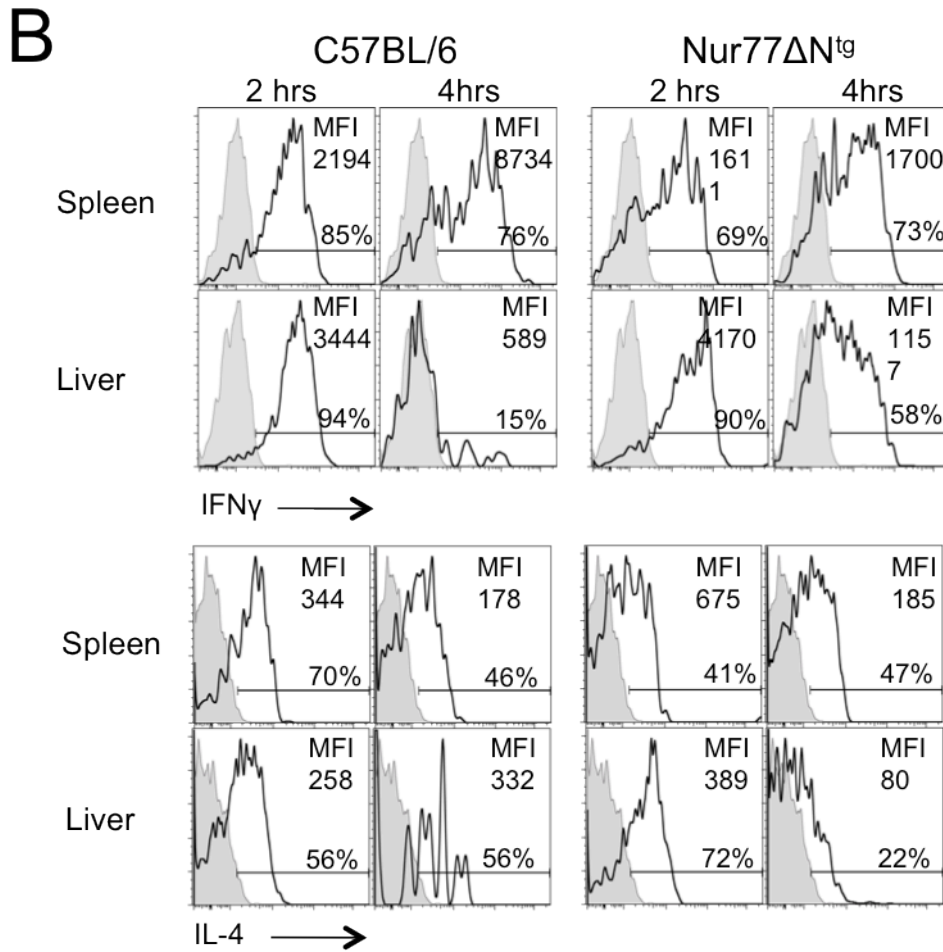 B
C57BL/6 Nur77ΔNtg
2 hrs 4hrs 2 hrs 4hrs
Spleen
MFI
2194
85%
MFI
8734
76%
MFI
161
1
69%
MFI
1700
73%
Liver
MFI
3444
94%
MFI
589
15%
MFI
4170
90%
MFI
115
7
58%
IFNγ
Spleen
MFI
344
70%
MFI
178
46%
MFI
675
41%
MFI
185
47%
Liver
MFI
258
56%
MFI
332
56%
MFI
389
72%
MFI
80
22%
IL-4